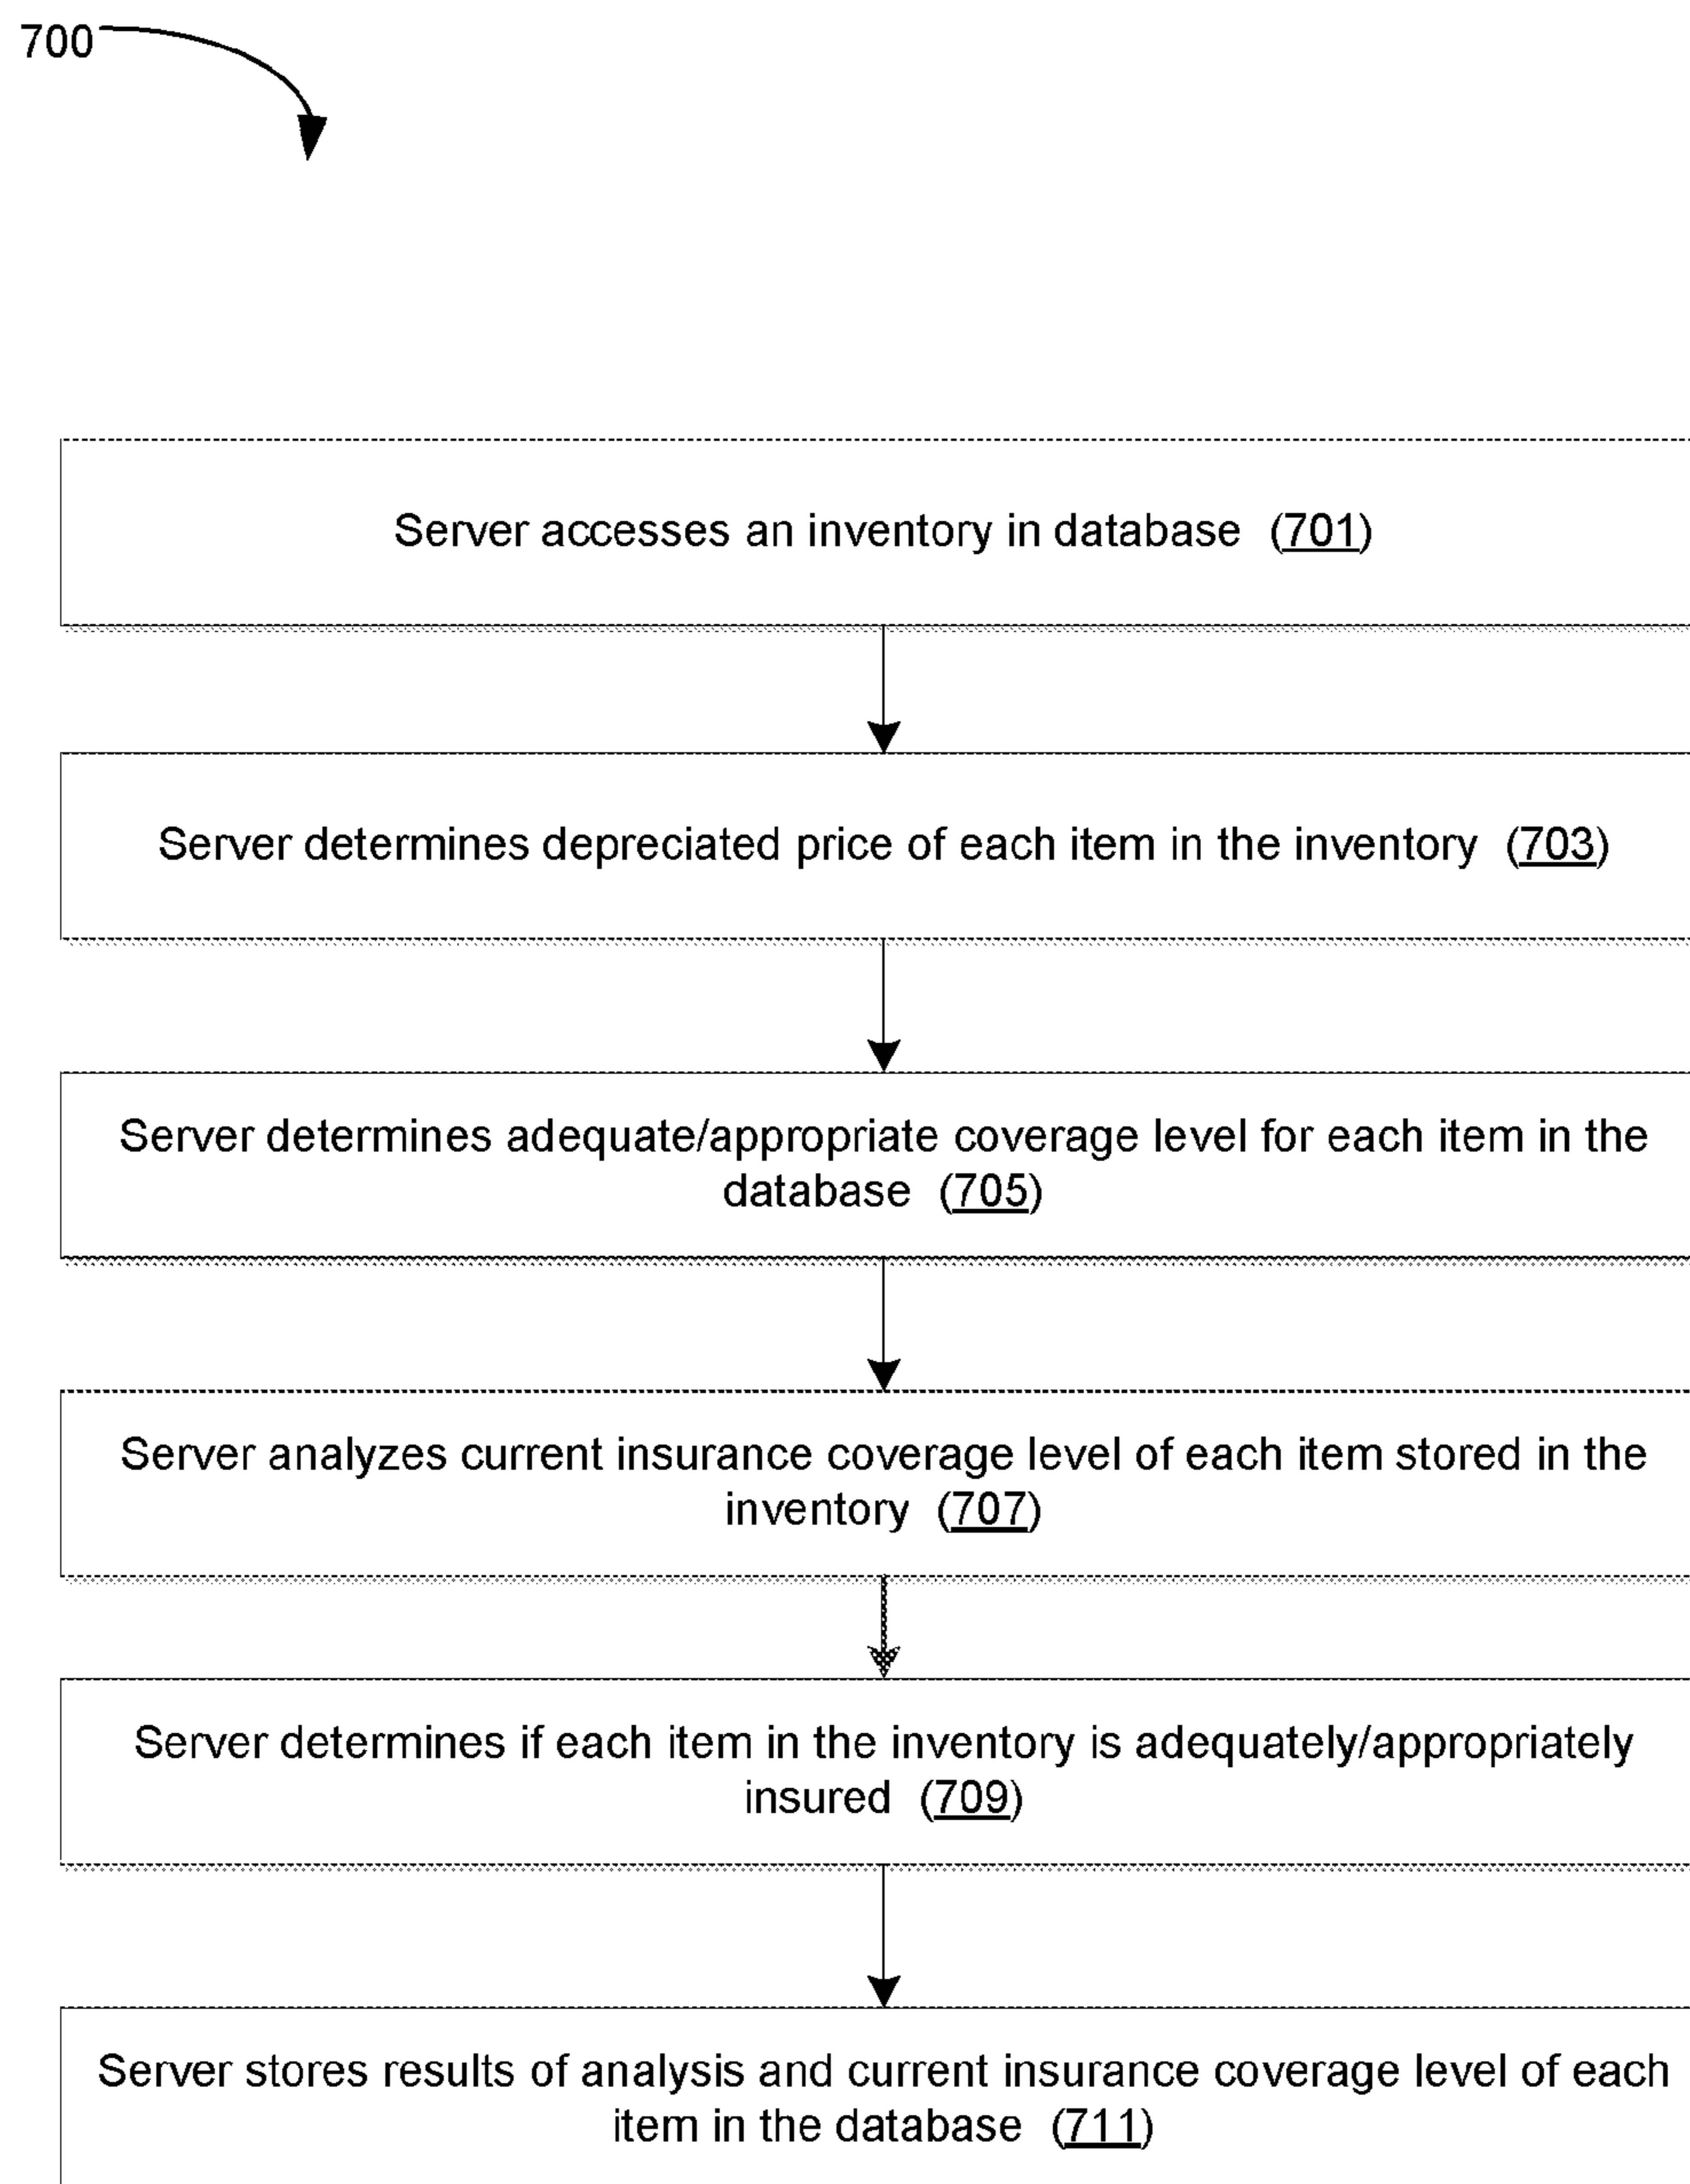 700
Server accesses an inventory in database (701)
Server determines depreciated price of each item in the inventory (703)
Server determines adequate/appropriate coverage level for each item in the
database (705)
Server analyzes current insurance coverage level of each item stored in the
inventory (707)
Server determines if each item in the inventory is adequately/appropriately
insured (709)
Server stores results of analysis and current insurance coverage level of each
item in the database (711)